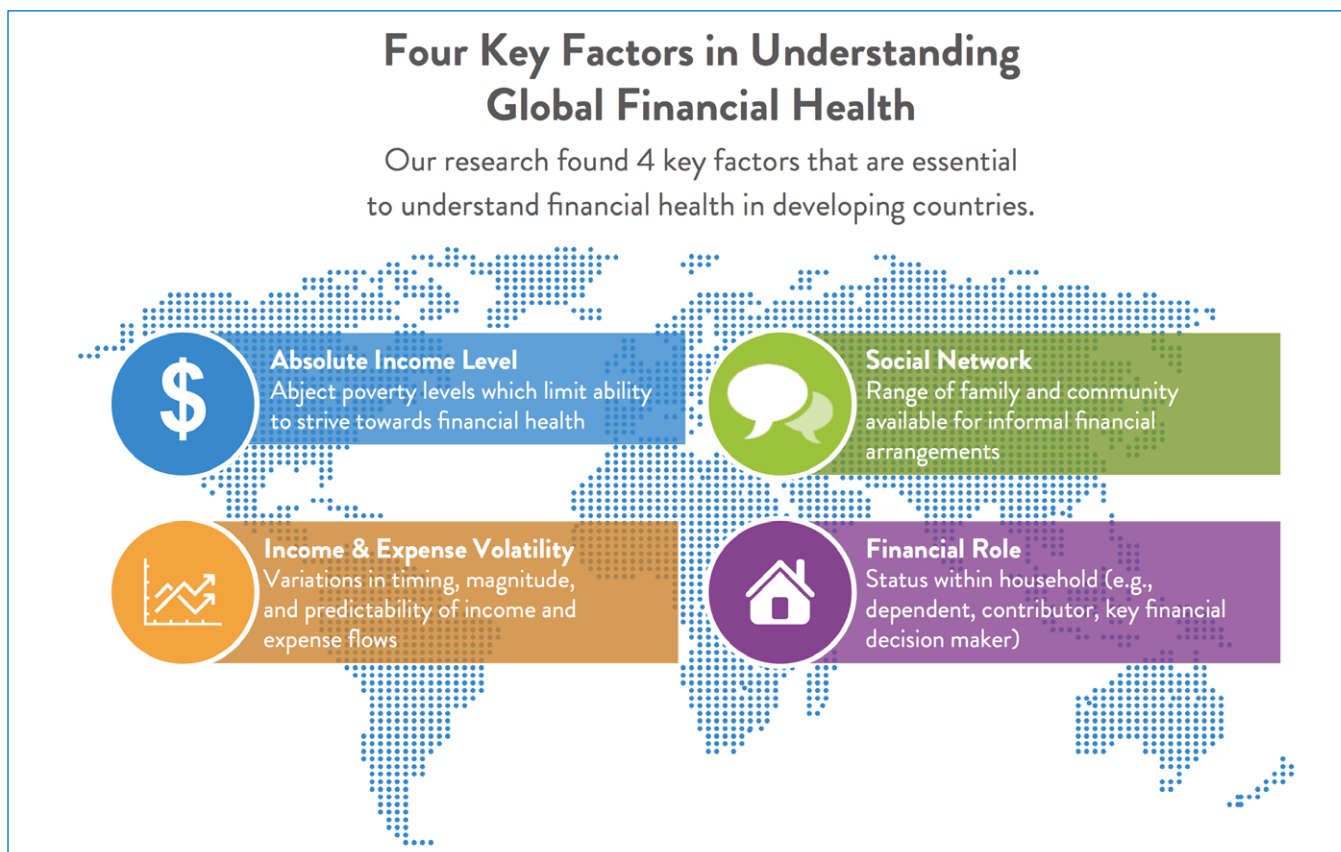 Four Key Factors in Understanding
Global Financial Health
Our research found 4 key factors that are essential
to understand financial health in developing countries.
$
Absolute Income Level
Abject poverty levels which limit ability
to strive towards financial health
Social Network
Range of family and community
available for informal financial
arrangements
Income & Expense Volatility
Variations in timing, magnitude,
and predictability of income and
expense flows
Financial Role
Status within household (e.g.,
dependent, contributor, key financial
decision maker)